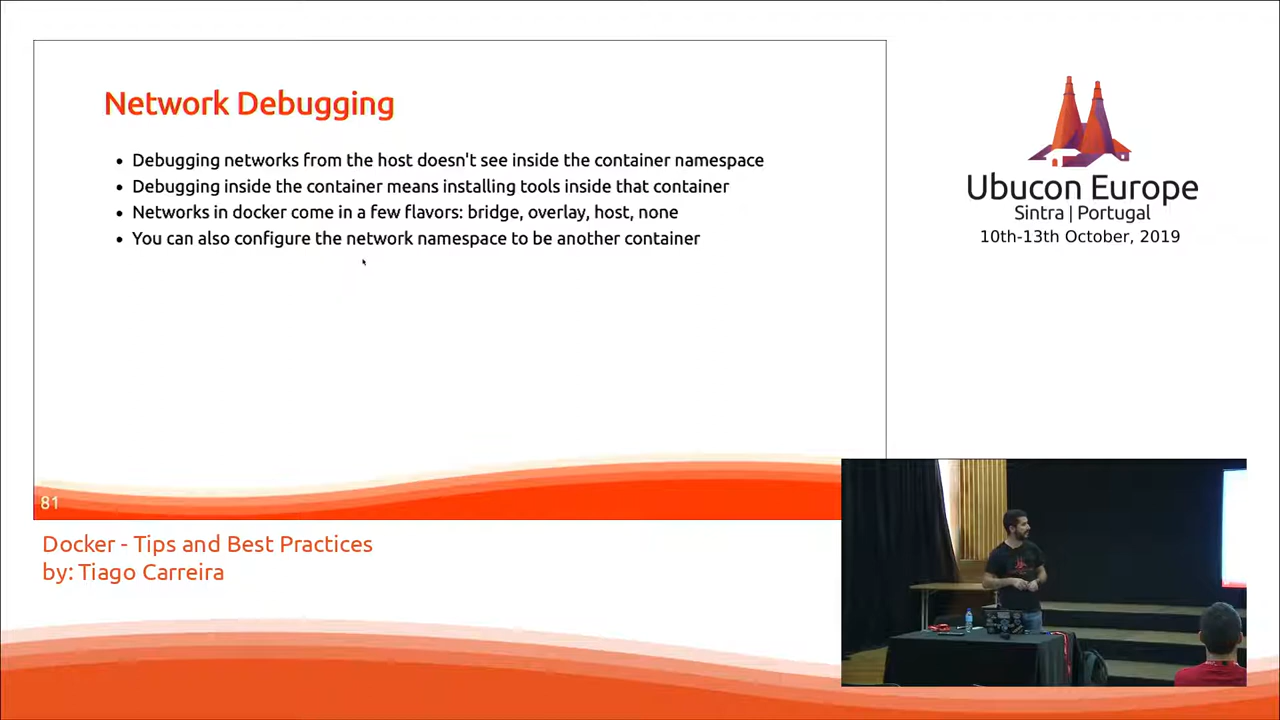 Network Debugging
• Debugging networks from the host doesn't see inside the container namespace
• Debugging inside the container means installing tools inside that container
• Networks in docker come in a few flavors: bridge, overlay, host, none
• You can also configure the network namespace to be another container
81
Docker - Tips and Best Practices
by: Tiago Carreira
Ubucon Europe
Sintra | Portugal
10th-13th October, 2019